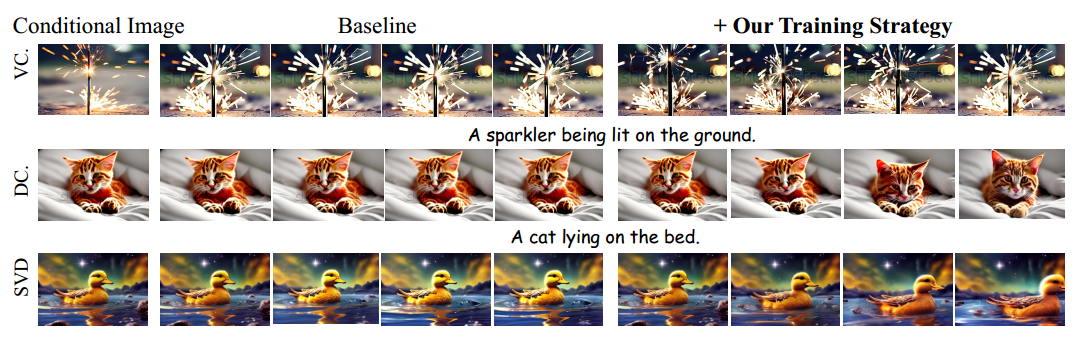 Conditional Image Baseline + Our Training Strategy
VC.
A sparkler being lit on the ground.
DC.
A cat lying on the bed.
SVD